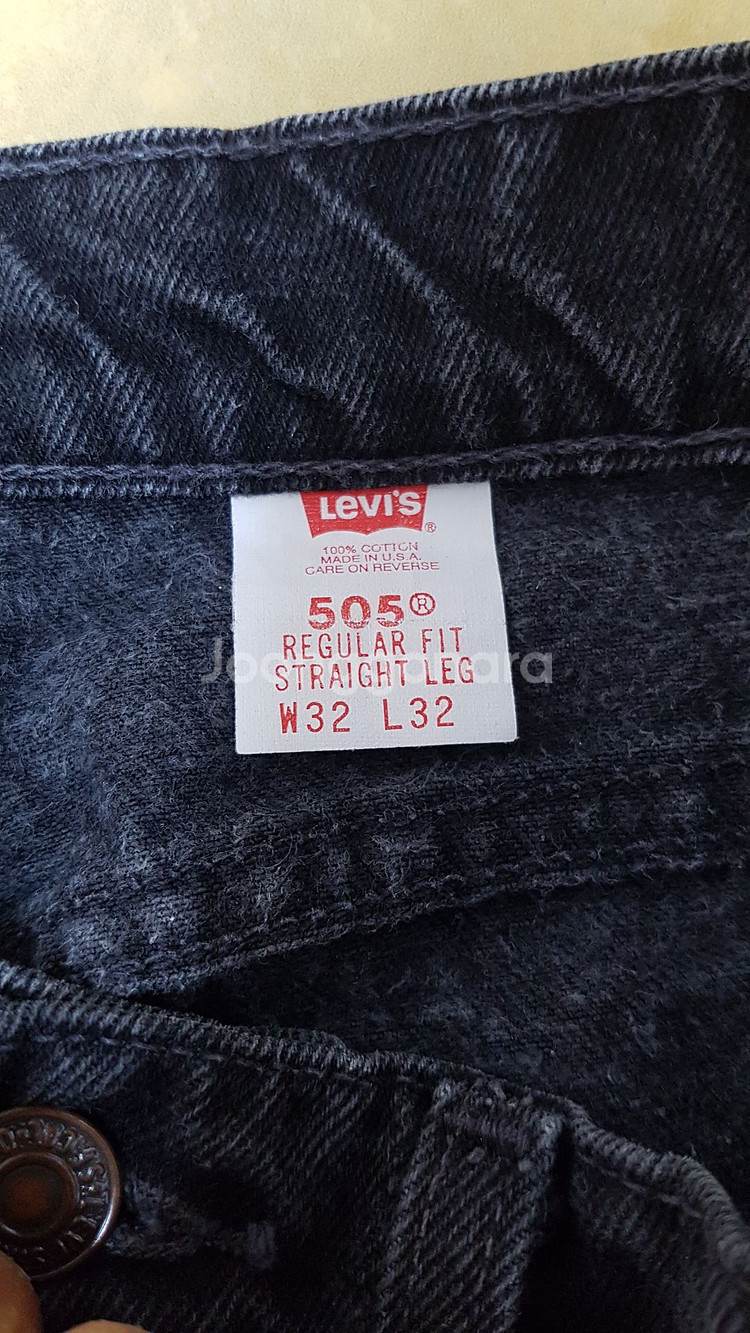 Levi's®
100% COTTON
MADE IN U.S.A.
CARE ON REVERSE
505®
REGULAR FIT
STRAIGHT LEG
W32 L32